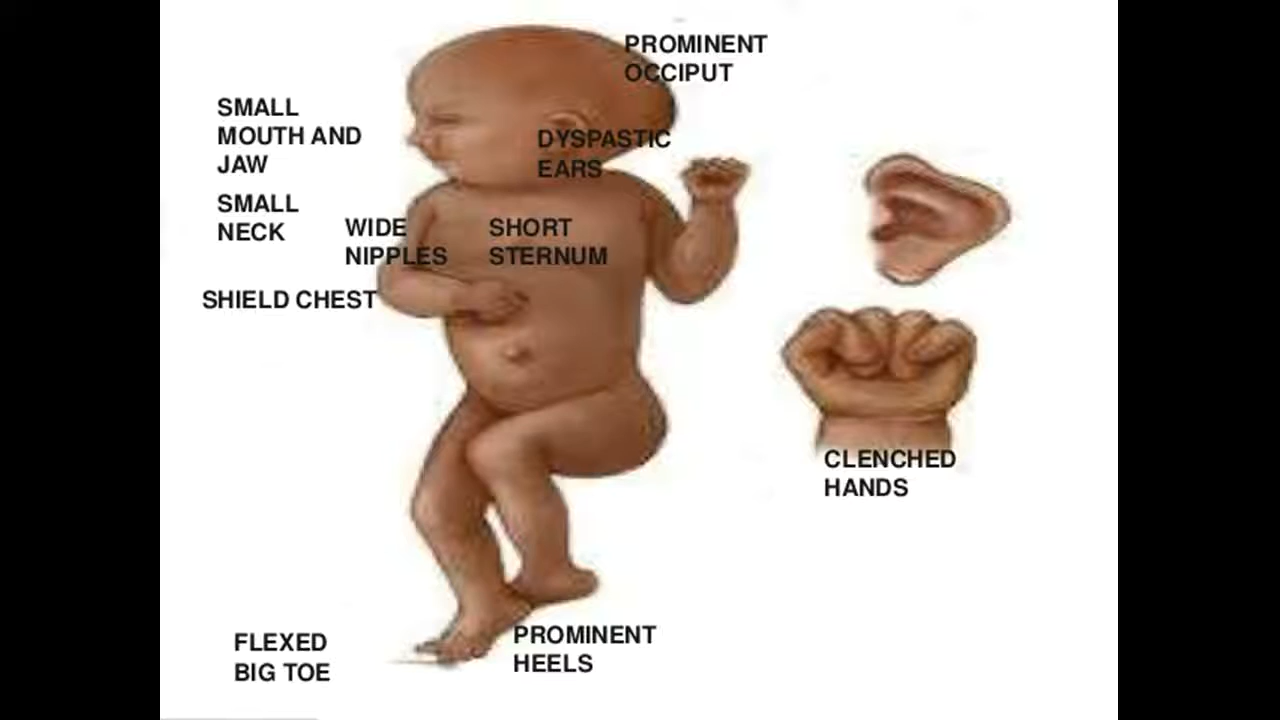 PROMINENT
OCCIPUT
SMALL
MOUTH AND
JAW
DYSPASTIC
EARS
SMALL
NECK
WIDE
NIPPLES
SHORT
STERNUM
SHIELD CHEST
CLENCHED
HANDS
FLEXED
BIG TOE
PROMINENT
HEELS